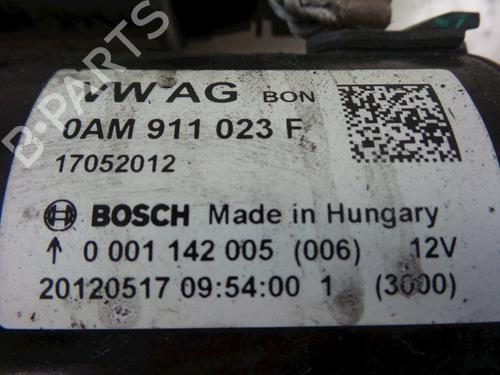 VW AG BON
0AM 911 023 F
17052012
BOSCH Made in Hungary
↑ 0 001 142 005 (006) 12V
20120517 09:54:00 1 (3000)
B-PARTS